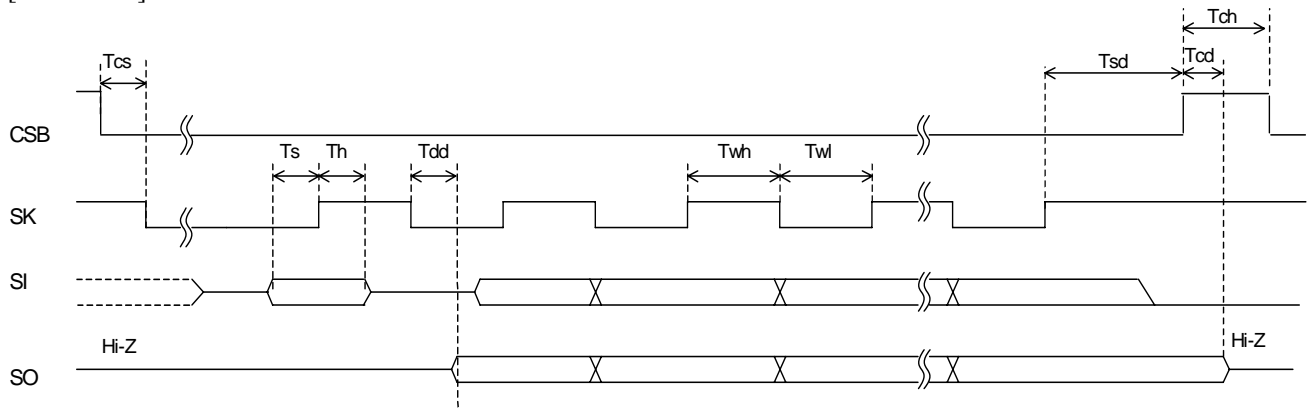 Tch
Tcs
Tsd
Tcd
CSB
Ts
Th
Tdd
Twh
Twl
SK
SI
Hi-Z
Hi-Z
SO